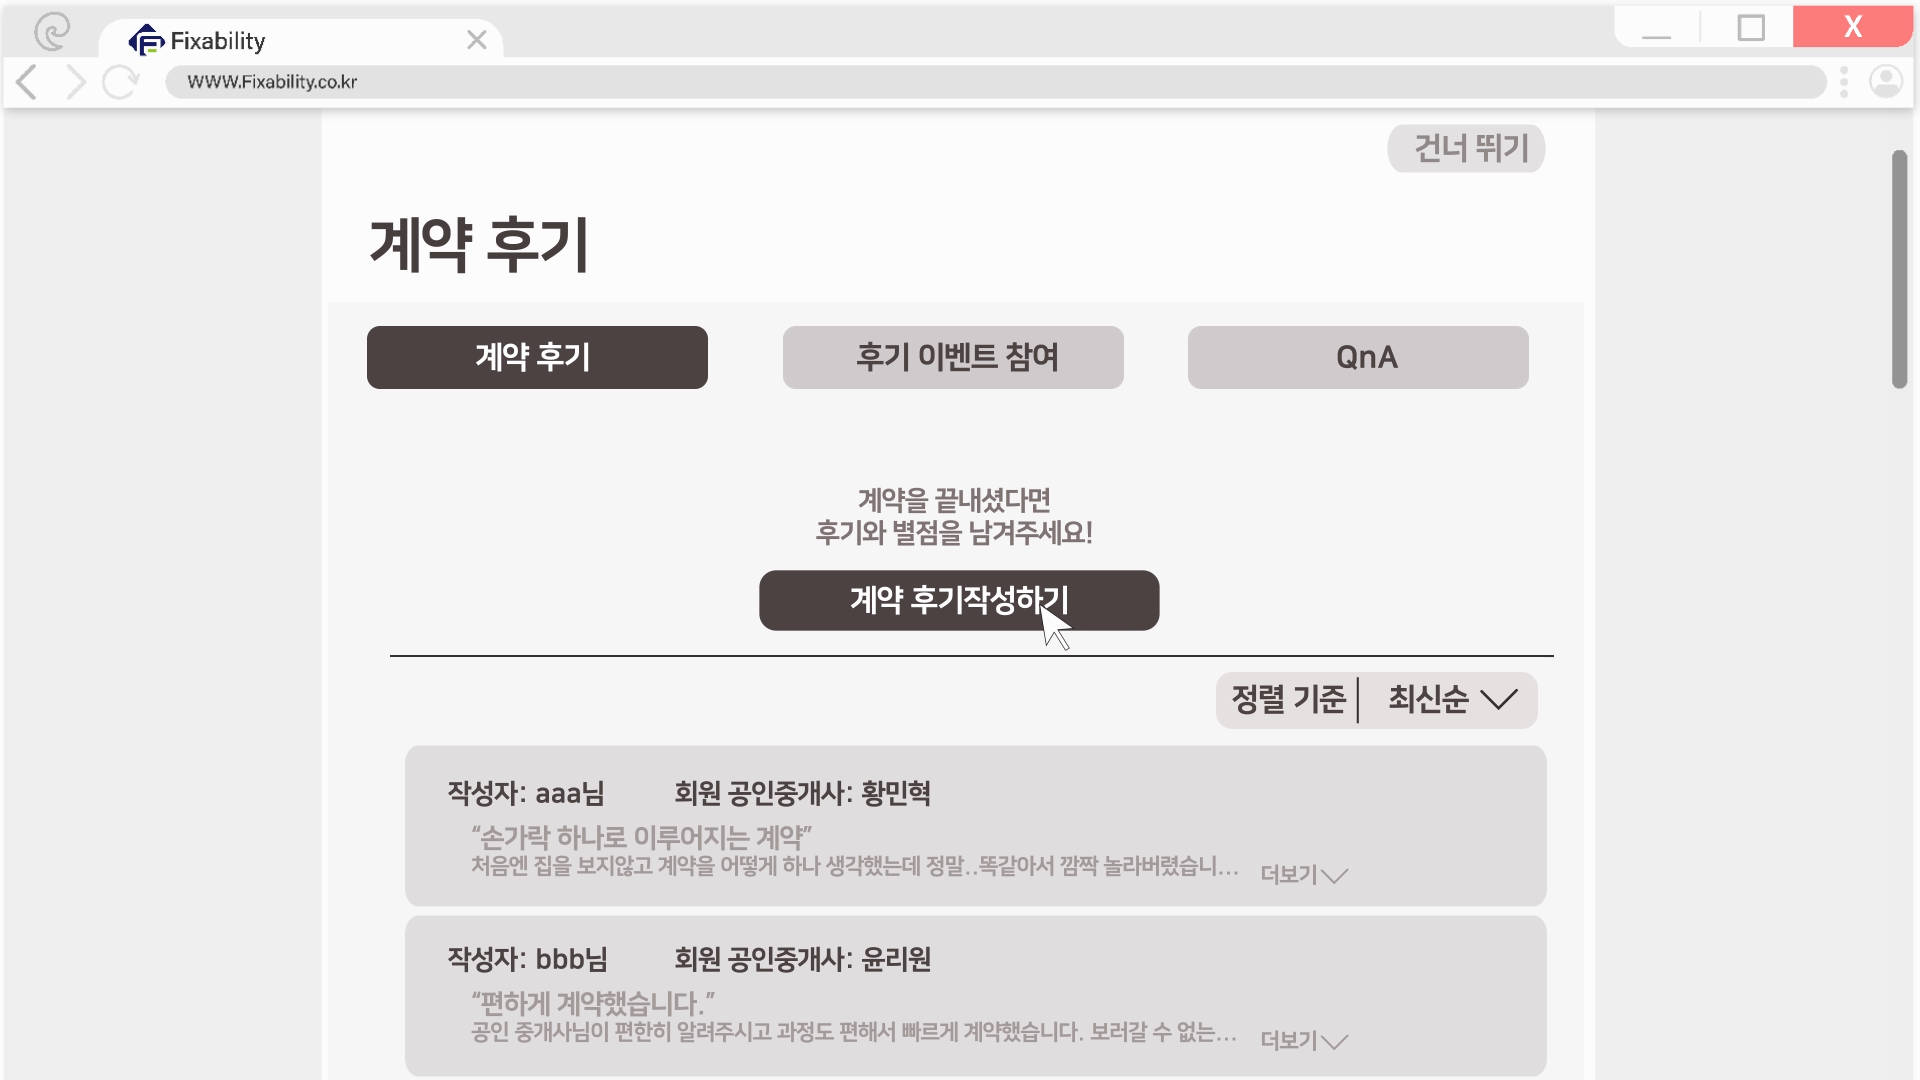 Fixability
X
WWW.Fixability.co.kr
건너 뛰기
계약 후기
계약 후기
후기 이벤트 참여
QnA
계약을 끝내셨다면
후기와 별점을 남겨주세요!
계약 후기작성하기
정렬 기준
최신순
작성자: aaa님
회원 공인중개사: 황민혁
“손가락 하나로 이루어지는 계약”
처음엔 집을 보지않고 계약을 어떻게 하나 생각했는데 정말..똑같아서 깜짝 놀라버렸습니...
더보기
작성자: bbb님
회원 공인중개사: 윤리원
“편하게 계약했습니다.”
공인 중개사님이 편한히 알려주시고 과정도 편해서 빠르게 계약했습니다. 보러갈 수 없는...
더보기